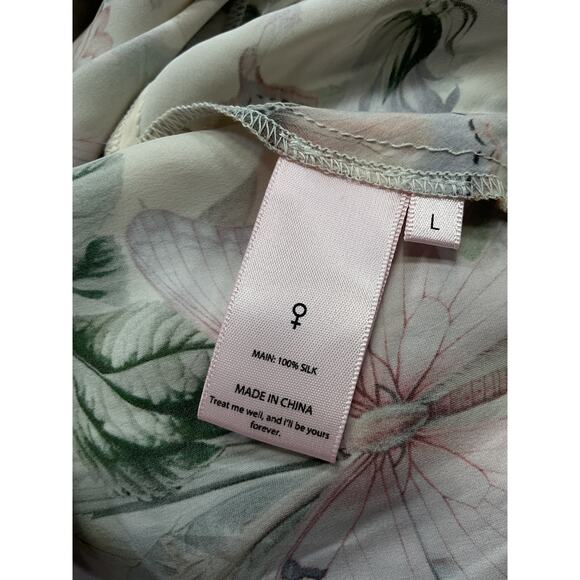 L
MAIN: 100% SILK
MADE IN CHINA
Treat me well, and I'll be yours
forever.